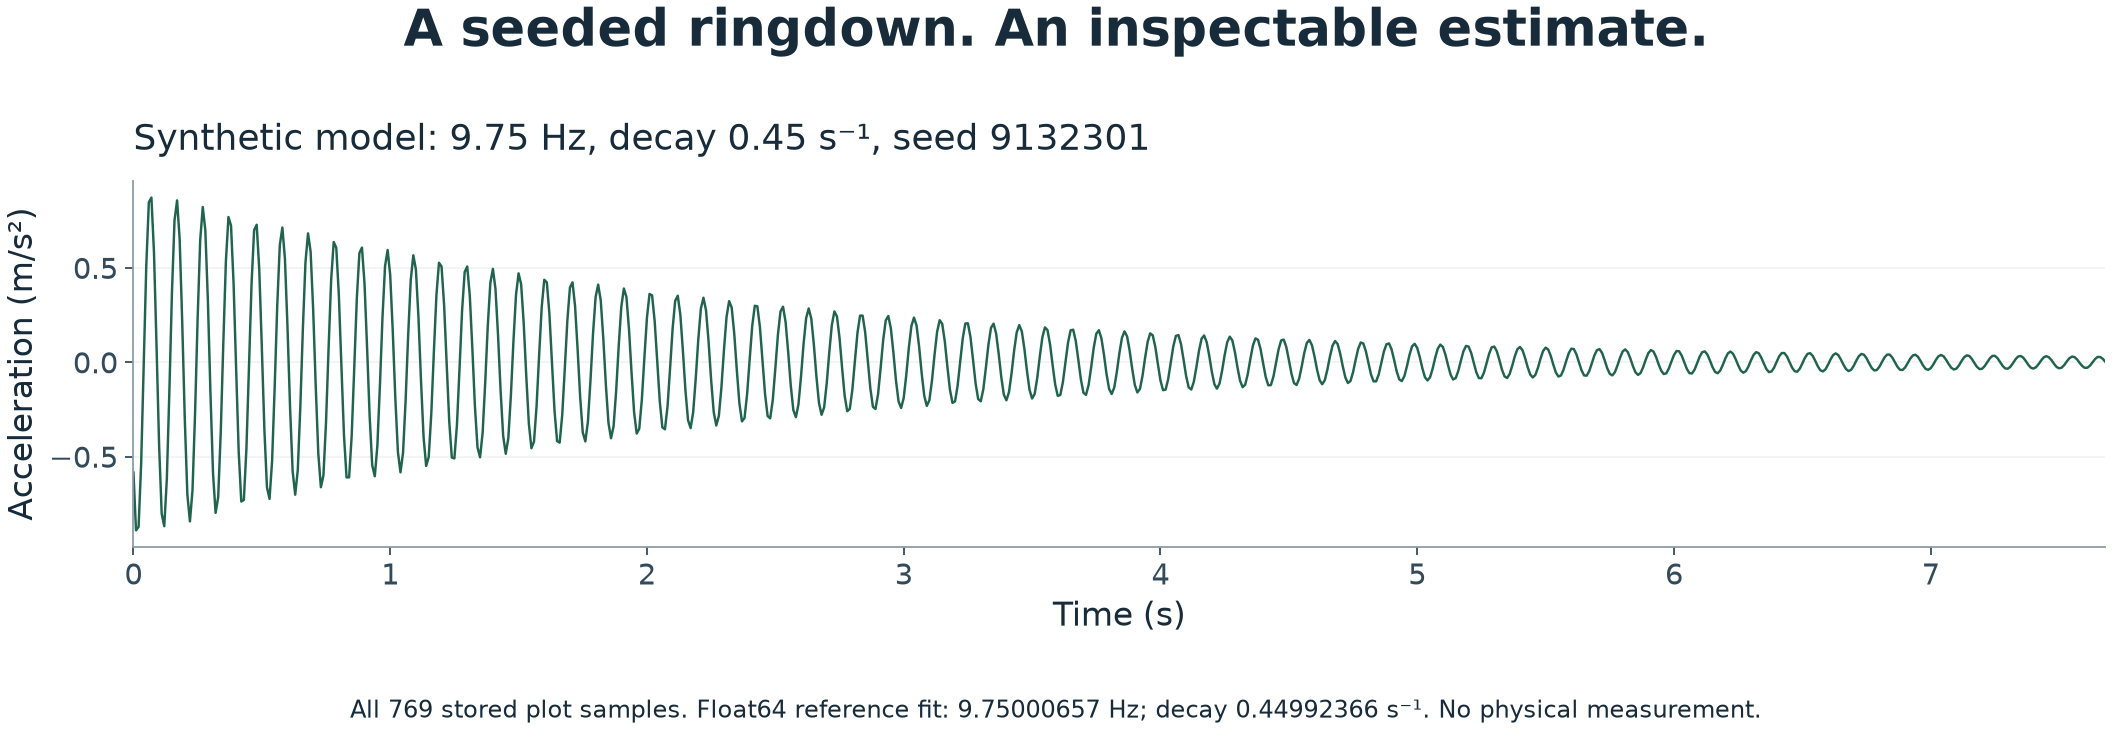 A seeded ringdown. An inspectable estimate.
Synthetic model: 9.75 Hz, decay 0.45 s⁻¹, seed 9132301
Acceleration (m/s²)
0.5
0.0
−0.5
0 1 2 3 4 5 6 7
Time (s)
All 769 stored plot samples. Float64 reference fit: 9.75000657 Hz; decay 0.44992366 s⁻¹. No physical measurement.